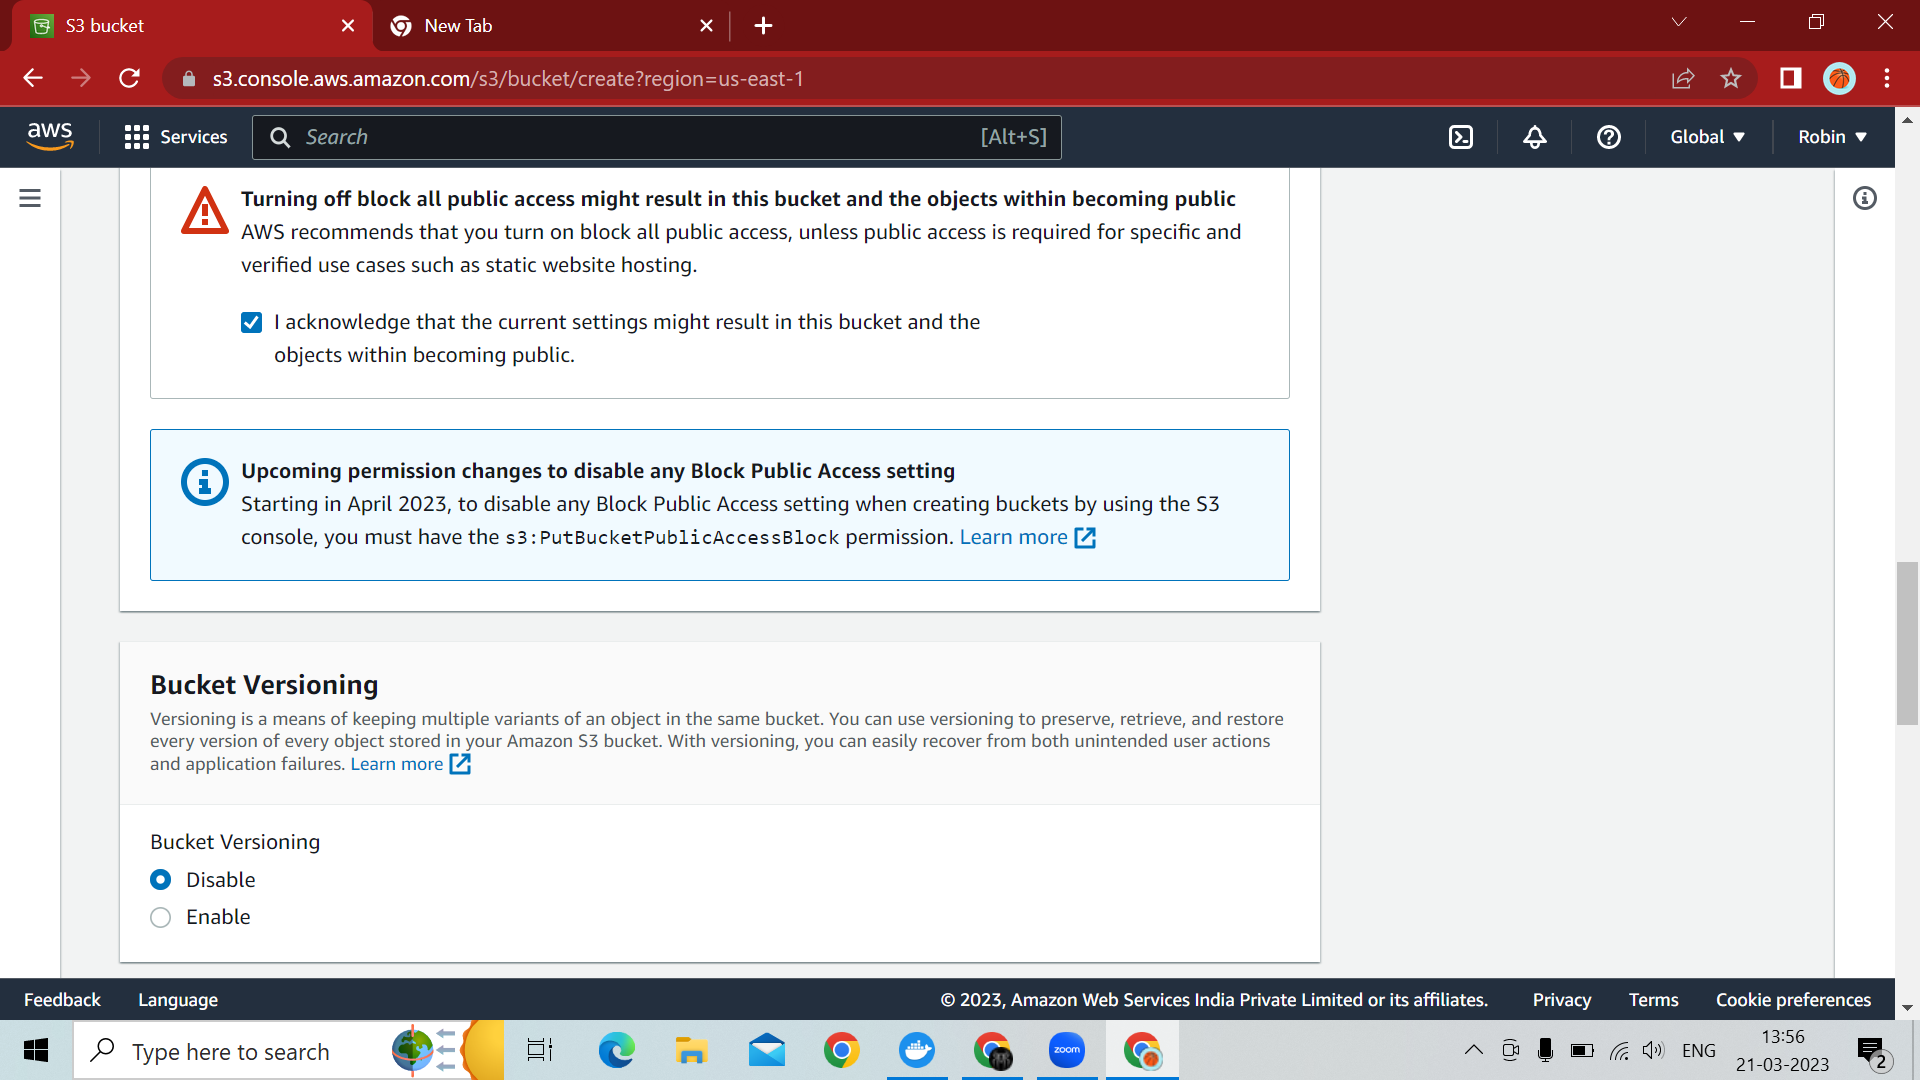 S3 bucket
New Tab
s3.console.aws.amazon.com/s3/bucket/create?region=us-east-1
aws
Services
Search
[Alt+S]
Global
Robin
Turning off block all public access might result in this bucket and the objects within becoming public
AWS recommends that you turn on block all public access, unless public access is required for specific and
verified use cases such as static website hosting.
I acknowledge that the current settings might result in this bucket and the
objects within becoming public.
Upcoming permission changes to disable any Block Public Access setting
Starting in April 2023, to disable any Block Public Access setting when creating buckets by using the S3
console, you must have the s3:PutBucketPublicAccessBlock permission. Learn more
Bucket Versioning
Versioning is a means of keeping multiple variants of an object in the same bucket. You can use versioning to preserve, retrieve, and restore
every version of every object stored in your Amazon S3 bucket. With versioning, you can easily recover from both unintended user actions
and application failures. Learn more
Bucket Versioning
Disable
Enable
Feedback
Language
© 2023, Amazon Web Services India Private Limited or its affiliates.
Privacy
Terms
Cookie preferences
Type here to search
zoom
ENG
13:56
21-03-2023
2